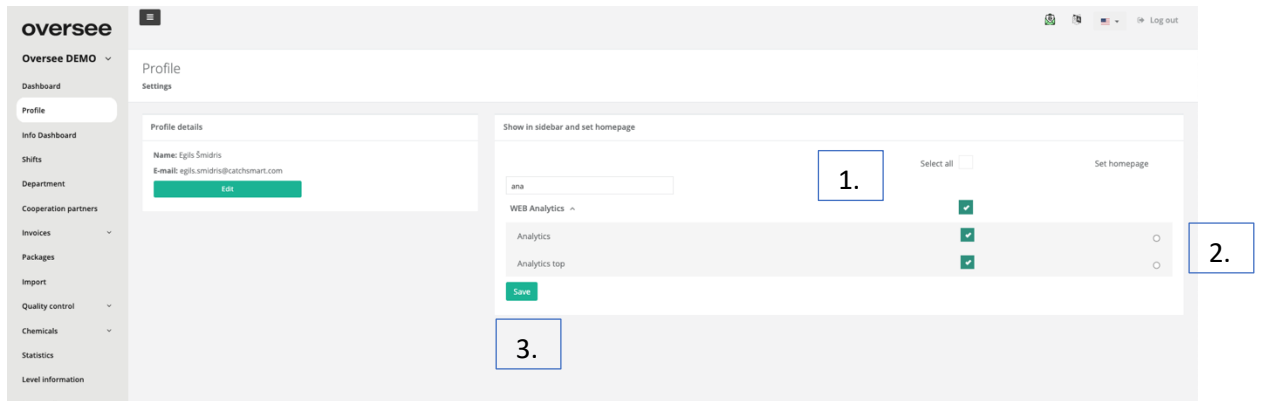 oversee
Log out
Oversee DEMO
Profile
Settings
Dashboard
Profile
Info Dashboard
Shifts
Department
Cooperation partners
Invoices
Packages
Import
Quality control
Chemicals
Statistics
Level information
Profile details
Name: Egils Šmidris
E-mail: egils.smidris@catchsmart.com
Edit
Show in sidebar and set homepage
1.
Select all
Set homepage
ana
WEB Analytics
Analytics
Analytics top
2.
Save
3.